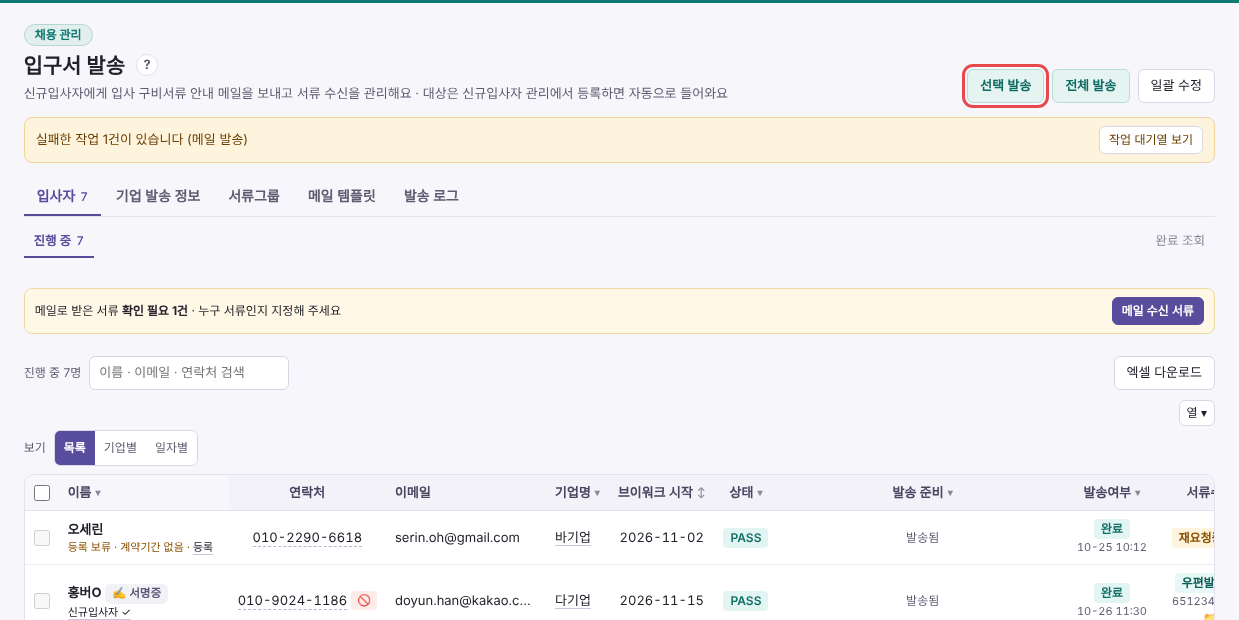 채용 관리
입구서 발송 ?
신규입사자에게 입사 구비서류 안내 메일을 보내고 서류 수신을 관리해요 · 대상은 신규입사자 관리에서 등록하면 자동으로 들어와요
선택 발송 전체 발송 일괄 수정
실패한 작업 1건이 있습니다 (메일 발송) 작업 대기열 보기
입사자 7 기업 발송 정보 서류그룹 메일 템플릿 발송 로그
진행 중 7 완료 조회
메일로 받은 서류 확인 필요 1건 · 누구 서류인지 지정해 주세요 메일 수신 서류
진행 중 7명 이름 · 이메일 · 연락처 검색 엑셀 다운로드
열 ▾
보기 목록 기업별 일자별
이름 ▾ 연락처 이메일 기업명 ▾ 브이워크 시작 ↕ 상태 ▾ 발송 준비 ▾ 발송여부 ▾
오세린 010-2290-6618 serin.oh@gmail.com 바기업 2026-11-02 PASS 발송됨 완료
등록 보류 · 계약기간 없음 · 등록 10-25 10:12
홍버O ✍️ 서명중 010-9024-1186 🚫 doyun.han@kakao.c... 다기업 2026-11-15 PASS 발송됨 완료
신규입사자 ✓ 10-26 11:30